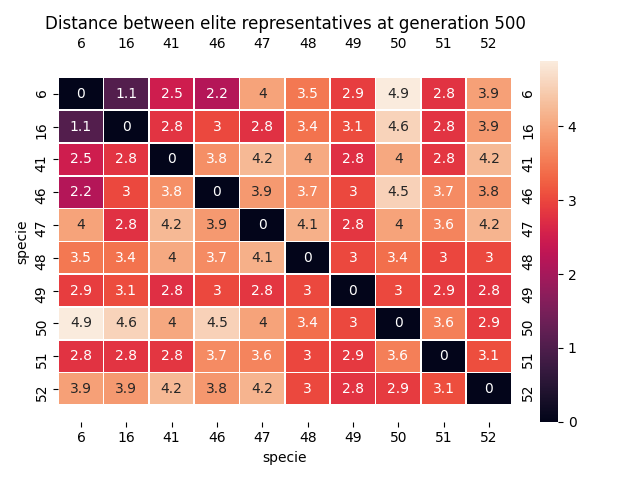 Distance between elite representatives at generation 500
6 16 41 46 47 48 49 50 51 52
6 0 1.1 2.5 2.2 4 3.5 2.9 4.9 2.8 3.9 6
16 1.1 0 2.8 3 2.8 3.4 3.1 4.6 2.8 3.9 16
41 2.5 2.8 0 3.8 4.2 4 2.8 4 2.8 4.2 41
46 2.2 3 3.8 0 3.9 3.7 3 4.5 3.7 3.8 46
47 4 2.8 4.2 3.9 0 4.1 2.8 4 3.6 4.2 47
48 3.5 3.4 4 3.7 4.1 0 3 3.4 3 3 48
49 2.9 3.1 2.8 3 2.8 3 0 3 2.9 2.8 49
50 4.9 4.6 4 4.5 4 3.4 3 0 3.6 2.9 50
51 2.8 2.8 2.8 3.7 3.6 3 2.9 3.6 0 3.1 51
52 3.9 3.9 4.2 3.8 4.2 3 2.8 2.9 3.1 0 52
6 16 41 46 47 48 49 50 51 52
specie
specie
4
3
2
1
0